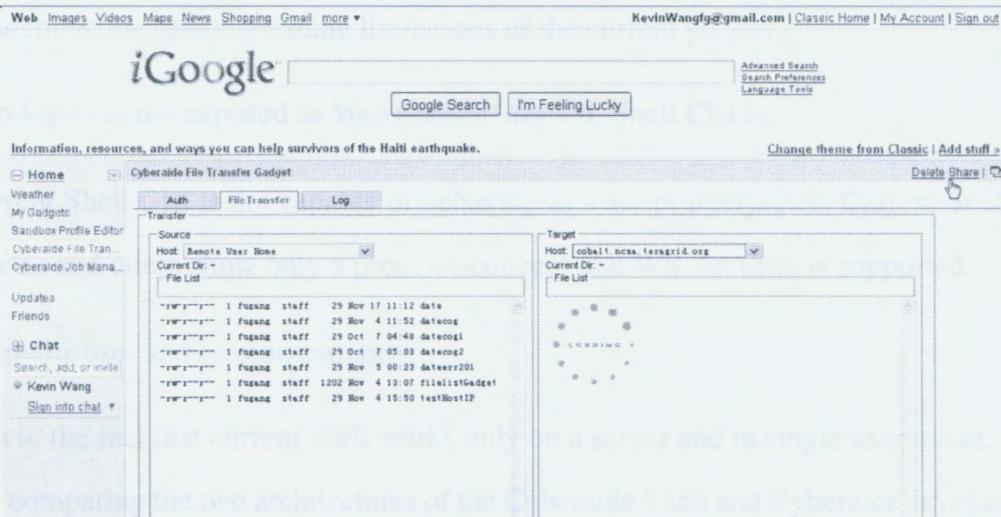 Web Images Videos Maps News Shopping Gmail more ▼ KevinWangfg@gmail.com | Classic Home | My Account | Sign out
iGoogle
Advanced Search
Search Preferences
Language Tools
Google Search I'm Feeling Lucky
Information, resources, and ways you can help survivors of the Haiti earthquake. Change theme from Classic | Add stuff »
Home
Weather
My Gadgets
Sandbox Profile Editor
Cyberaide File Tran...
Cyberaide Job Mana...
Updates
Friends
Chat
Search, add, or invite
Kevin Wang
Sign into chat ▼
Cyberaide File Transfer Gadget Delete Share |
Auth File Transfer Log
Transfer
Source
Host: Remote User Home
Current Dir: ~
File List
-rw-r--r-- 1 fugang staff 29 Nov 17 11:12 date
-rw-r--r-- 1 fugang staff 29 Nov 4 11:52 datecog
-rw-r--r-- 1 fugang staff 29 Oct 7 04:48 datecog1
-rw-r--r-- 1 fugang staff 29 Oct 7 05:03 datecog2
-rw-r--r-- 1 fugang staff 29 Nov 5 00:23 dateerr201
-rw-r--r-- 1 fugang staff 1202 Nov 4 13:07 filelistGadget
-rw-r--r-- 1 fugang staff 29 Nov 4 15:50 testHostIP
Target
Host: cobalt.ncsa.teragrid.org
Current Dir: ~
File List
LOADING